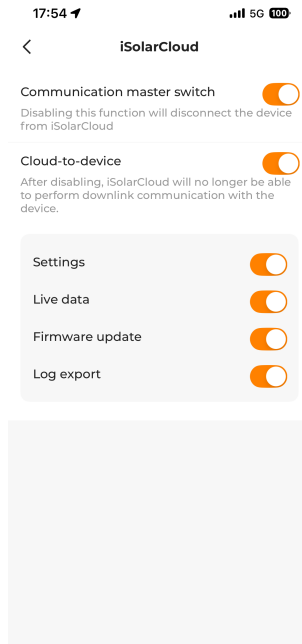 17:54 5G 100
iSolarCloud
Communication master switch
Disabling this function will disconnect the device
from iSolarCloud
Cloud-to-device
After disabling, iSolarCloud will no longer be able
to perform downlink communication with the
device.
Settings
Live data
Firmware update
Log export